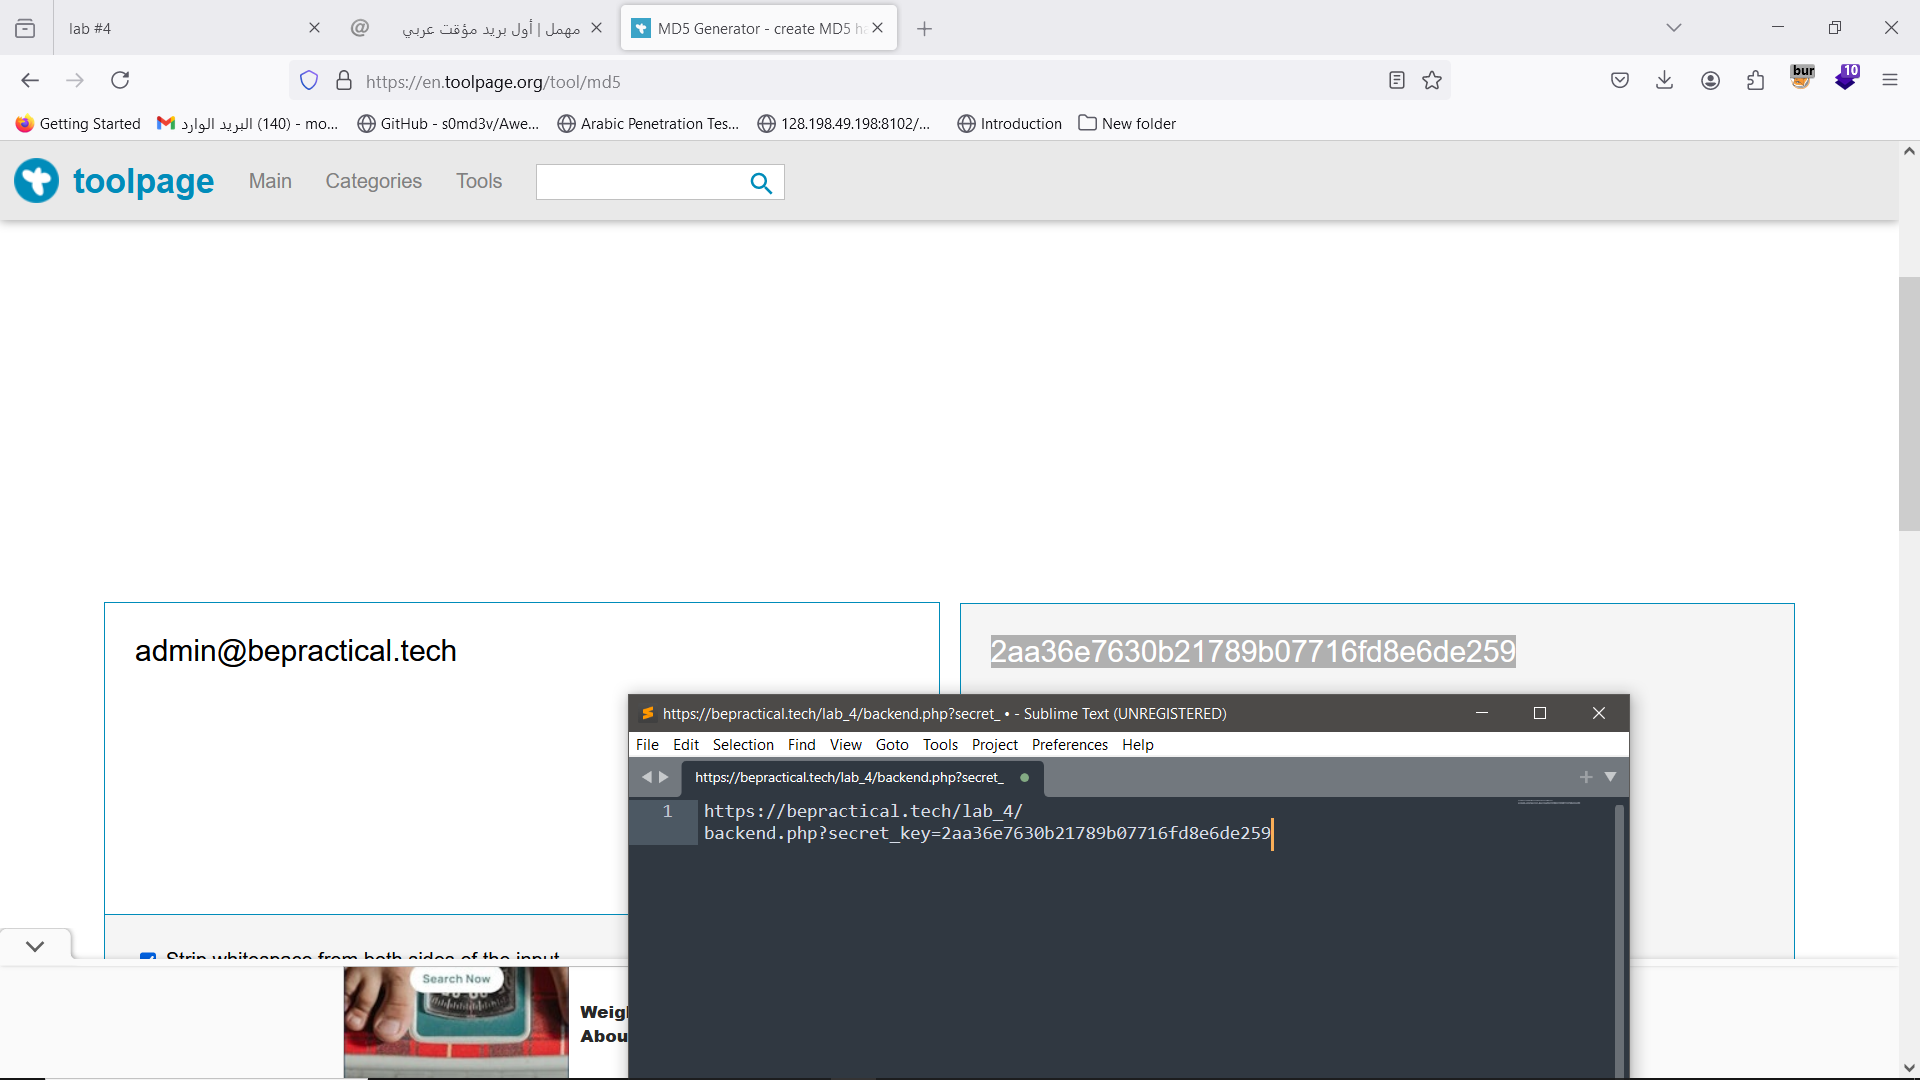 lab #4
مهمل | أول بريد مؤقت عربي
MD5 Generator - create MD5 ha
https://en.toolpage.org/tool/md5
bur
10
Getting Started
البريد الوارد (140) - mo...
GitHub - s0md3v/Awe...
Arabic Penetration Tes...
128.198.49.198:8102/...
Introduction
New folder
toolpage
Main
Categories
Tools
admin@bepractical.tech
2aa36e7630b21789b07716fd8e6de259
https://bepractical.tech/lab_4/backend.php?secret_ • - Sublime Text (UNREGISTERED)
File Edit Selection Find View Goto Tools Project Preferences Help
https://bepractical.tech/lab_4/backend.php?secret_
1
https://bepractical.tech/lab_4/
backend.php?secret_key=2aa36e7630b21789b07716fd8e6de259
Strip whitespace from both sides of the input
Search Now
Weigh
Abou